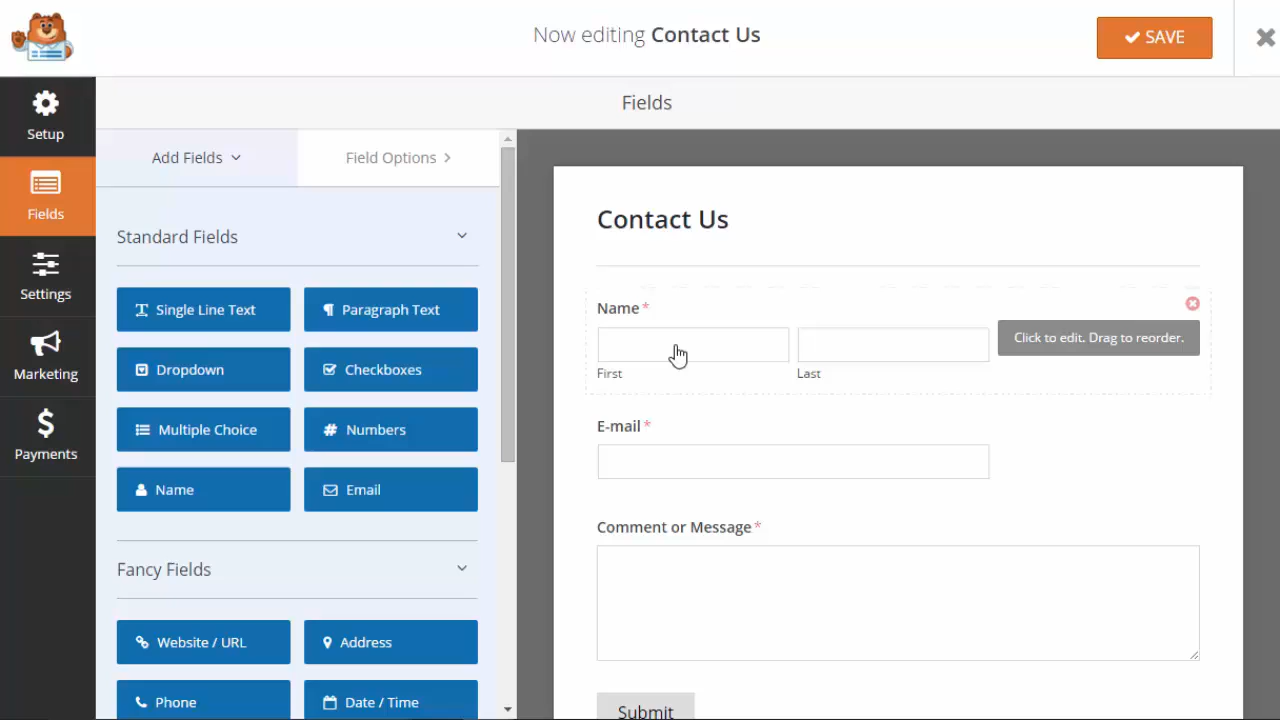 Now editing Contact Us
SAVE
Setup
Fields
Settings
Marketing
Payments
Fields
Add Fields
Field Options
Standard Fields
Single Line Text
Paragraph Text
Dropdown
Checkboxes
Multiple Choice
Numbers
Name
Email
Fancy Fields
Website / URL
Address
Phone
Date / Time
Contact Us
Name *
Click to edit. Drag to reorder.
First
Last
E-mail *
Comment or Message *
Submit